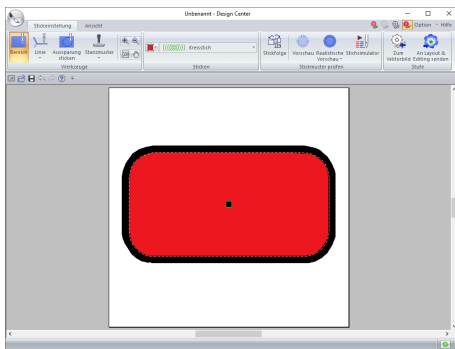 Unbenannt - Design Center
Stickeinstellung Ansicht Option Hilfe
Bereich Linie Aussparung sticken Stanzmuster
Kreisstich
Stickfolge Vorschau Realistische Vorschau Stichsimulator
Zum Vektorbild An Layout & Editing senden
Werkzeuge Sticken Stickmuster prüfen Stufe